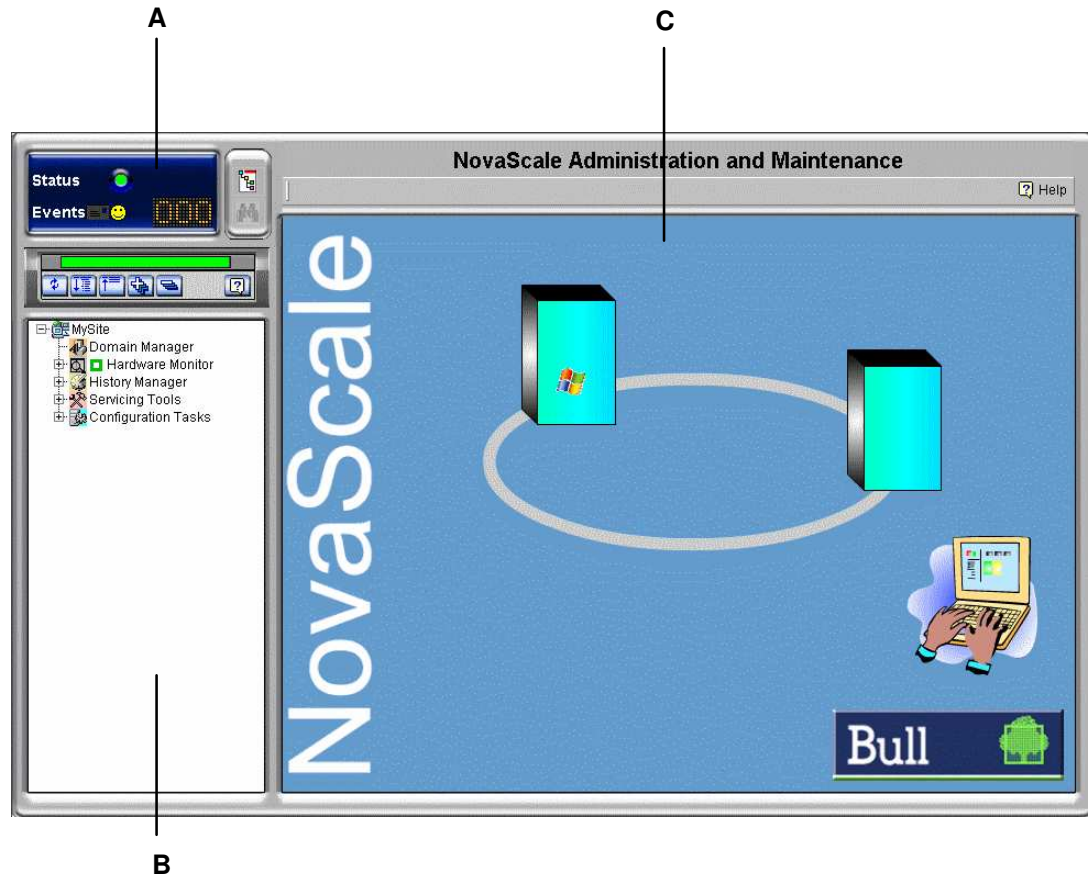 A
C
NovaScale Administration and Maintenance
Status
Events
000
Help
MySite
Domain Manager
Hardware Monitor
History Manager
Servicing Tools
Configuration Tasks
NovaScale
Bull
B